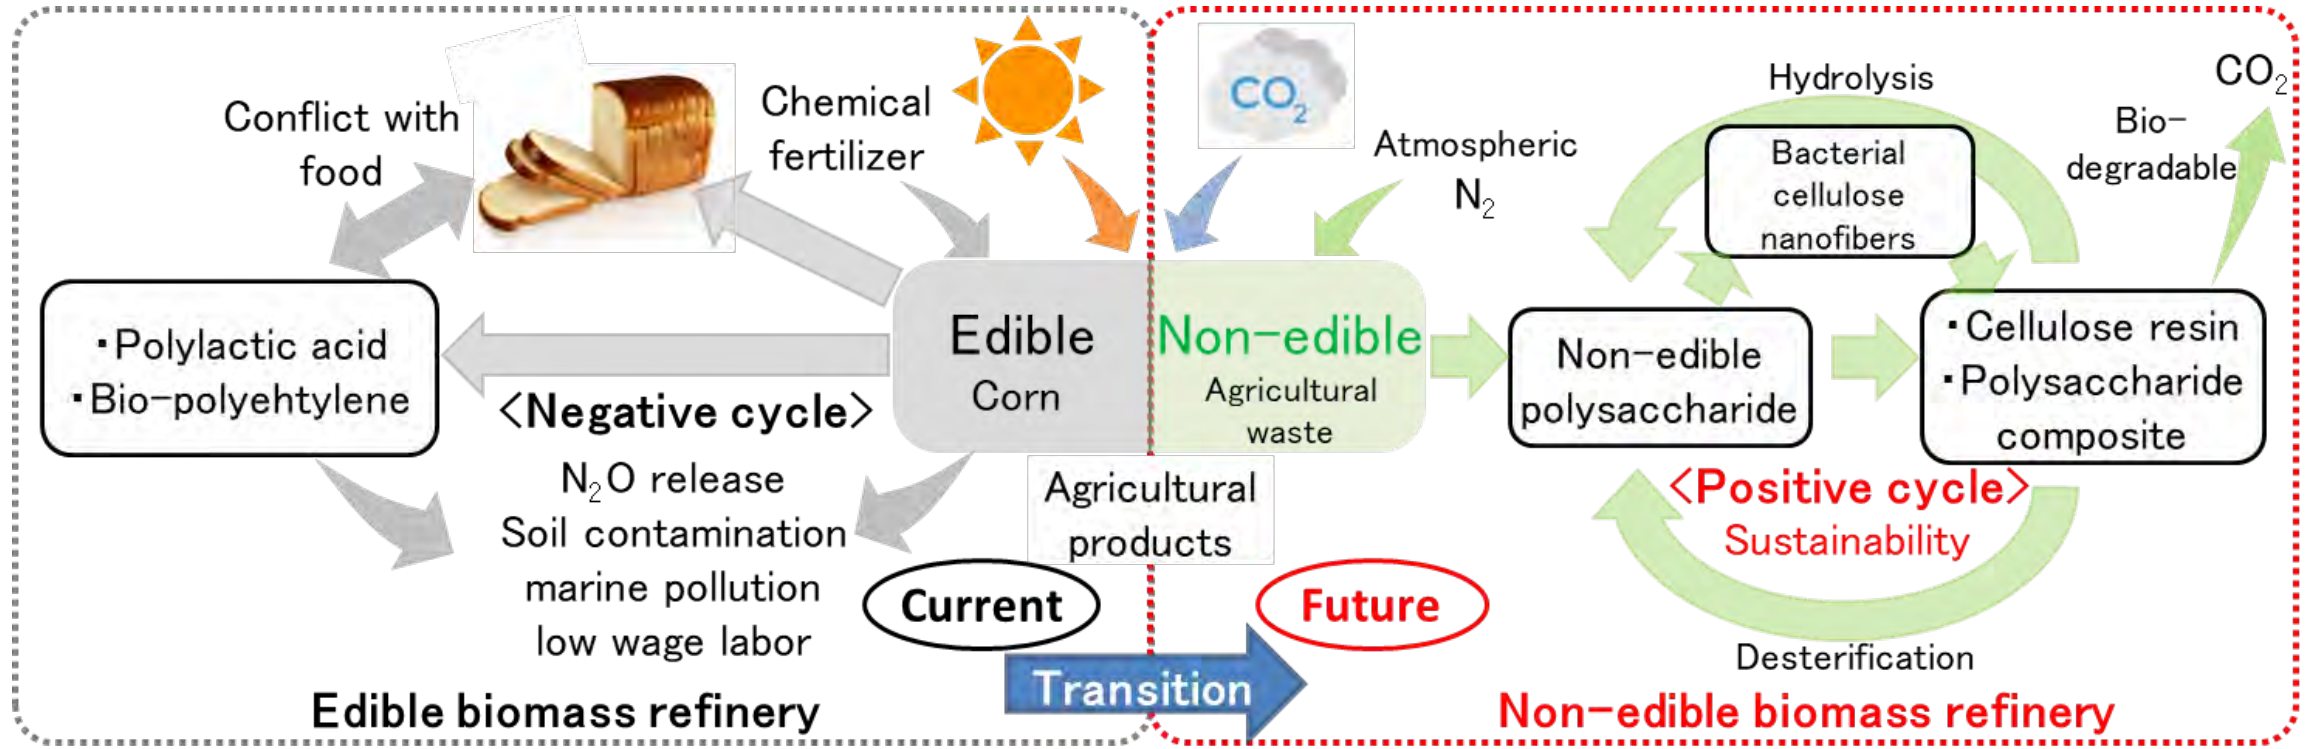 Conflict with
food
Chemical
fertilizer
CO₂
Atmospheric
N₂
Hydrolysis
Bacterial
cellulose
nanofibers
Bio-
degradable
CO₂
・Polylactic acid
・Bio-polyehtylene
<Negative cycle>
N₂O release
Soil contamination
marine pollution
low wage labor
Edible
Corn
Non-edible
Agricultural
waste
Agricultural
products
Non-edible
polysaccharide
・Cellulose resin
・Polysaccharide
composite
<Positive cycle>
Sustainability
Desterification
Current
Future
Transition
Edible biomass refinery
Non-edible biomass refinery